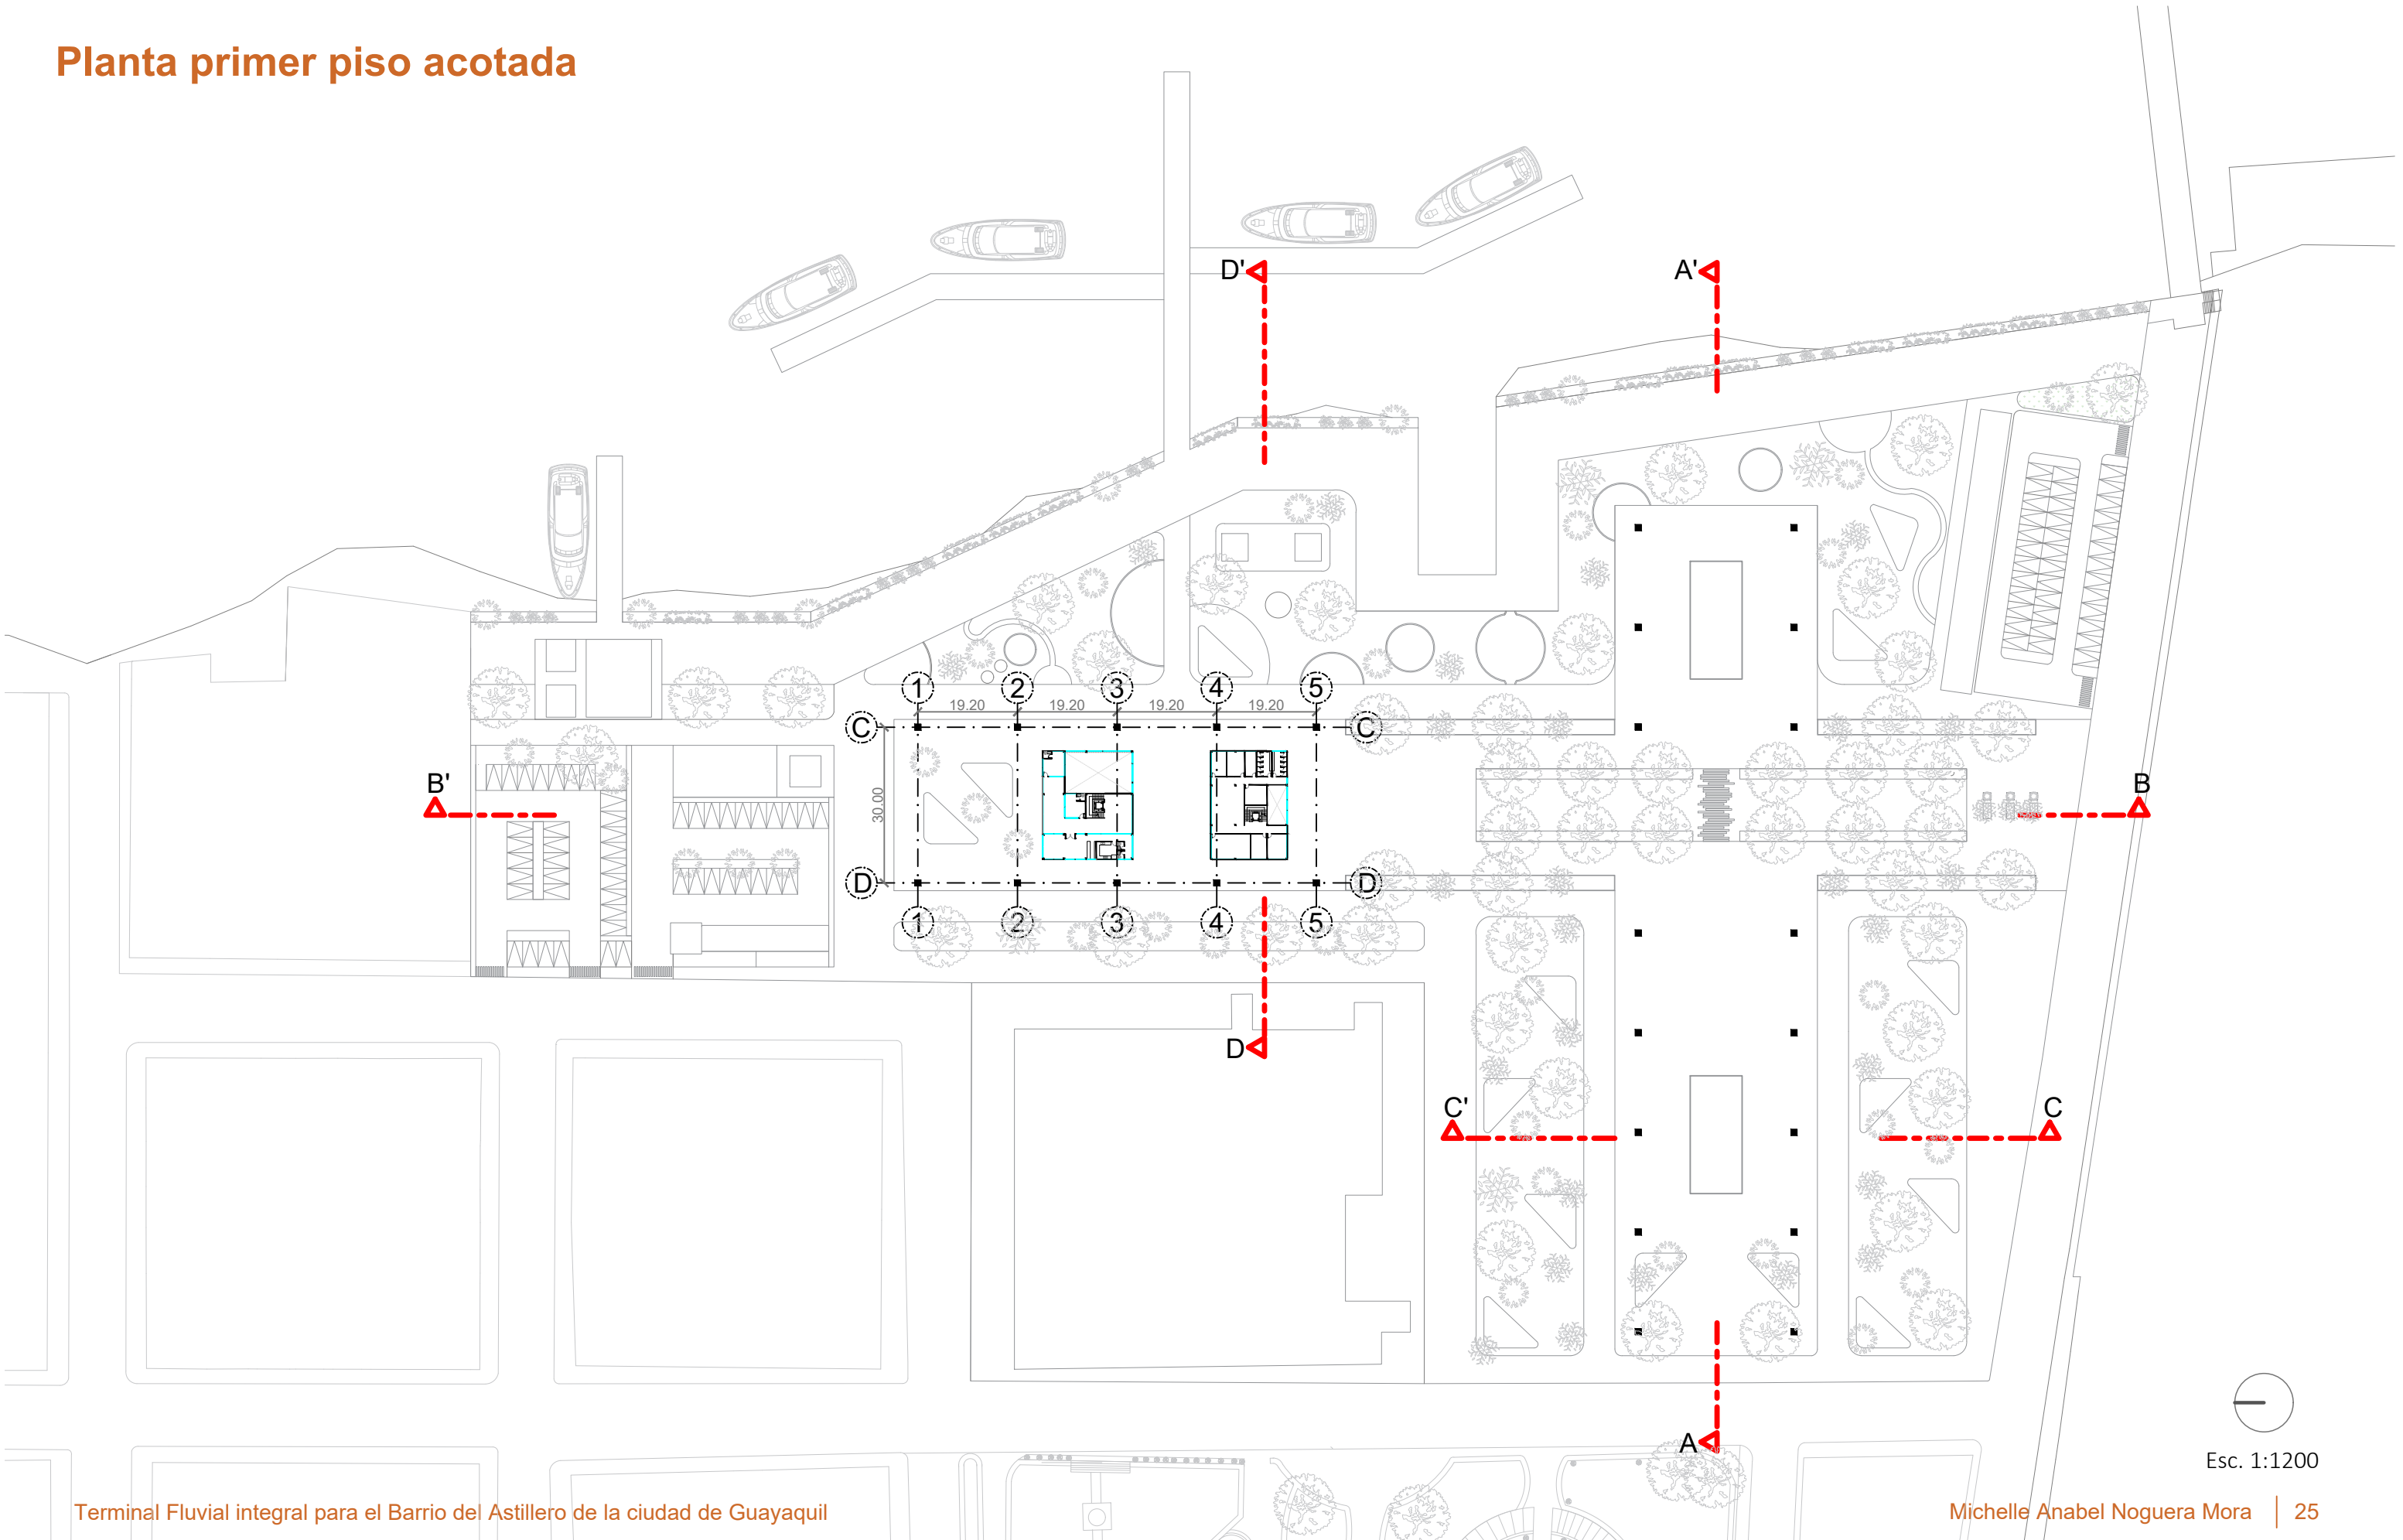 Planta primer piso acotada
D'
A'
1 2 3 4 5
19.20 19.20 19.20 19.20
C C
B'
B
30.00
D D
1 2 3 4 5
D
C'
C
A
Esc. 1:1200
Terminal Fluvial integral para el Barrio del Astillero de la ciudad de Guayaquil
Michelle Anabel Noguera Mora 25